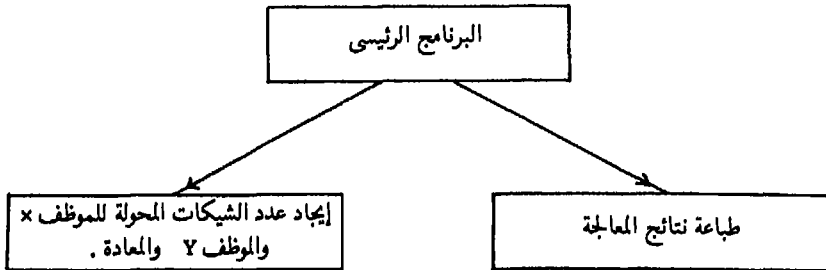 البرنامج الرئيسى
إيجاد عدد الشيكات المحولة للموظف ×
والموظف Y والمعادة .
طباعة نتائج المعالجة